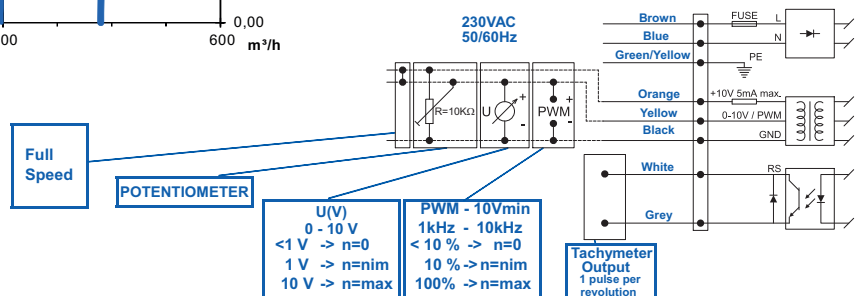 0,00
00
600 m³/h
230VAC
50/60Hz
Brown
FUSE
L
Blue
N
Green/Yellow
PE
Orange
+10V 5mA max.
Yellow
0-10V / PWM
Black
GND
R=10KΩ
U
+
-
PWM
+
-
White
RS
Grey
Full
Speed
POTENTIOMETER
U(V)
0 - 10 V
<1 V -> n=0
1 V -> n=nim
10 V -> n=max
PWM - 10Vmin
1kHz - 10kHz
< 10 % -> n=0
10 % -> n=nim
100% -> n=max
Tachymeter
Output
1 pulse per
revolution